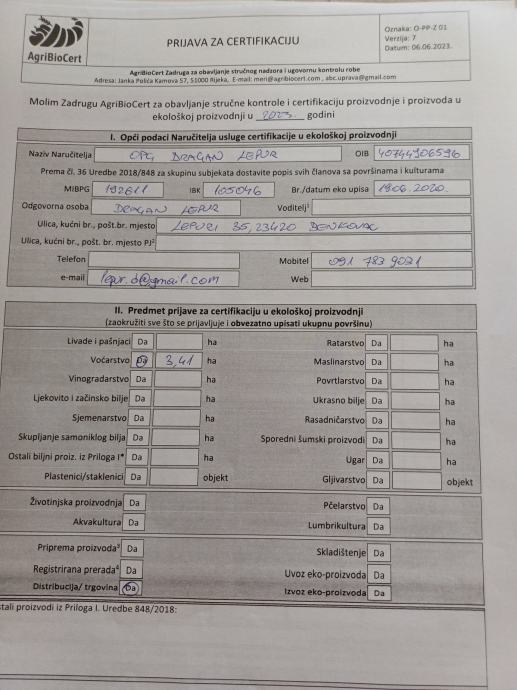 AgriBioCert
PRIJAVA ZA CERTIFIKACIJU
Oznaka: O-PP-Z 01
Verzija: 7
Datum: 06.06.2023.
AgriBioCert Zadruga za obavljanje stručnog nadzora i ugovornu kontrolu robe
Adresa: Janka Polića Kamova 57, 51000 Rijeka, E-mail: meri@agribiocert.com, abc.uprava@gmail.com
Molim Zadrugu AgriBioCert za obavljanje stručne kontrole i certifikaciju proizvodnje i proizvoda u
ekološkoj proizvodnji u 2023. godini
I. Opći podaci Naručitelja usluge certifikacije u ekološkoj proizvodnji
Naziv Naručitelja OPG DRAGAN LEPUR OIB 40744906596
Prema čl. 36 Uredbe 2018/848 za skupinu subjekata dostavite popis svih članova sa površinama i kulturama
MIBPG 192611 IBK 105046 Br./datum eko upisa 19.06.2020.
Odgovorna osoba DRAGAN LEPUR Voditelj¹
Ulica, kućni br., pošt.br. mjesto LEPURI 35, 23420 BENKOVAC
Ulica, kućni br., pošt. br. mjesto PJ²
Telefon Mobitel 091 783 9021
e-mail lepur.d@gmail.com Web
II. Predmet prijave za certifikaciju u ekološkoj proizvodnji
(zaokružiti sve što se prijavljuje i obvezatno upisati ukupnu površinu)
Livade i pašnjaci Da ha Ratarstvo Da ha
Voćarstvo Da 3,41 ha Maslinarstvo Da ha
Vinogradarstvo Da ha Povrtlarstvo Da ha
Ljekovito i začinsko bilje Da ha Ukrasno bilje Da ha
Sjemenarstvo Da ha Rasadničarstvo Da ha
Skupljanje samoniklog bilja Da ha Sporedni šumski proizvodi Da ha
Ostali biljni proiz. iz Priloga I* Da ha Ugar Da ha
Plastenici/staklenici Da objekt Gljivarstvo Da objekt
Životinjska proizvodnja Da Pčelarstvo Da
Akvakultura Da Lumbrikultura Da
Priprema proizvoda³ Da Skladištenje Da
Registrirana prerada⁴ Da Uvoz eko-proizvoda Da
Distribucija/ trgovina Da Izvoz eko-proizvoda Da
stali proizvodi iz Priloga I. Uredbe 848/2018: